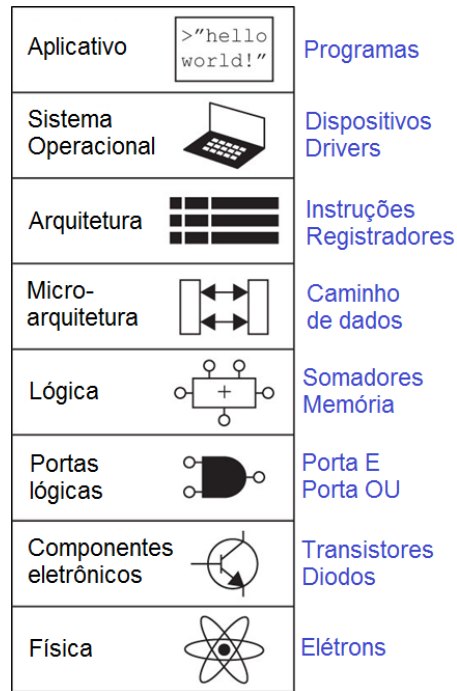 Aplicativo
>"hello
world!"
Programas
Sistema
Operacional
Dispositivos
Drivers
Arquitetura
Instruções
Registradores
Micro-
arquitetura
Caminho
de dados
Lógica
+
Somadores
Memória
Portas
lógicas
Porta E
Porta OU
Componentes
eletrônicos
Transistores
Diodos
Física
Elétrons